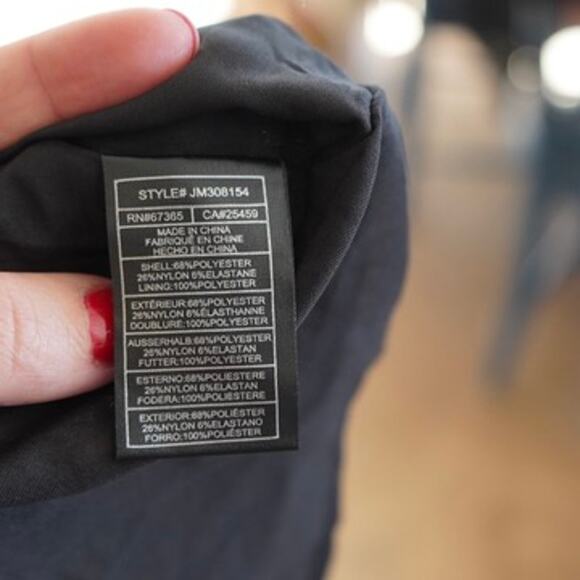 STYLE# JM308154
RN#67365 CA#25459
MADE IN CHINA
FABRIQUÉ EN CHINE
HECHO EN CHINA
SHELL:68%POLYESTER
26%NYLON 6%ELASTANE
LINING:100%POLYESTER
EXTÉRIEUR:68%POLYESTER
26%NYLON 6%ÉLASTHANNE
DOUBLURE:100%POLYESTER
AUSSERHALB:68%POLYESTER
26%NYLON 6%ELASTAN
FUTTER:100%POLYESTER
ESTERNO:68%POLIESTERE
26%NYLON 6%ELASTAN
FODERA:100%POLIESTERE
EXTERIOR:68%POLIÉSTER
26%NYLON 6%ELASTANO
FORRO:100%POLIÉSTER